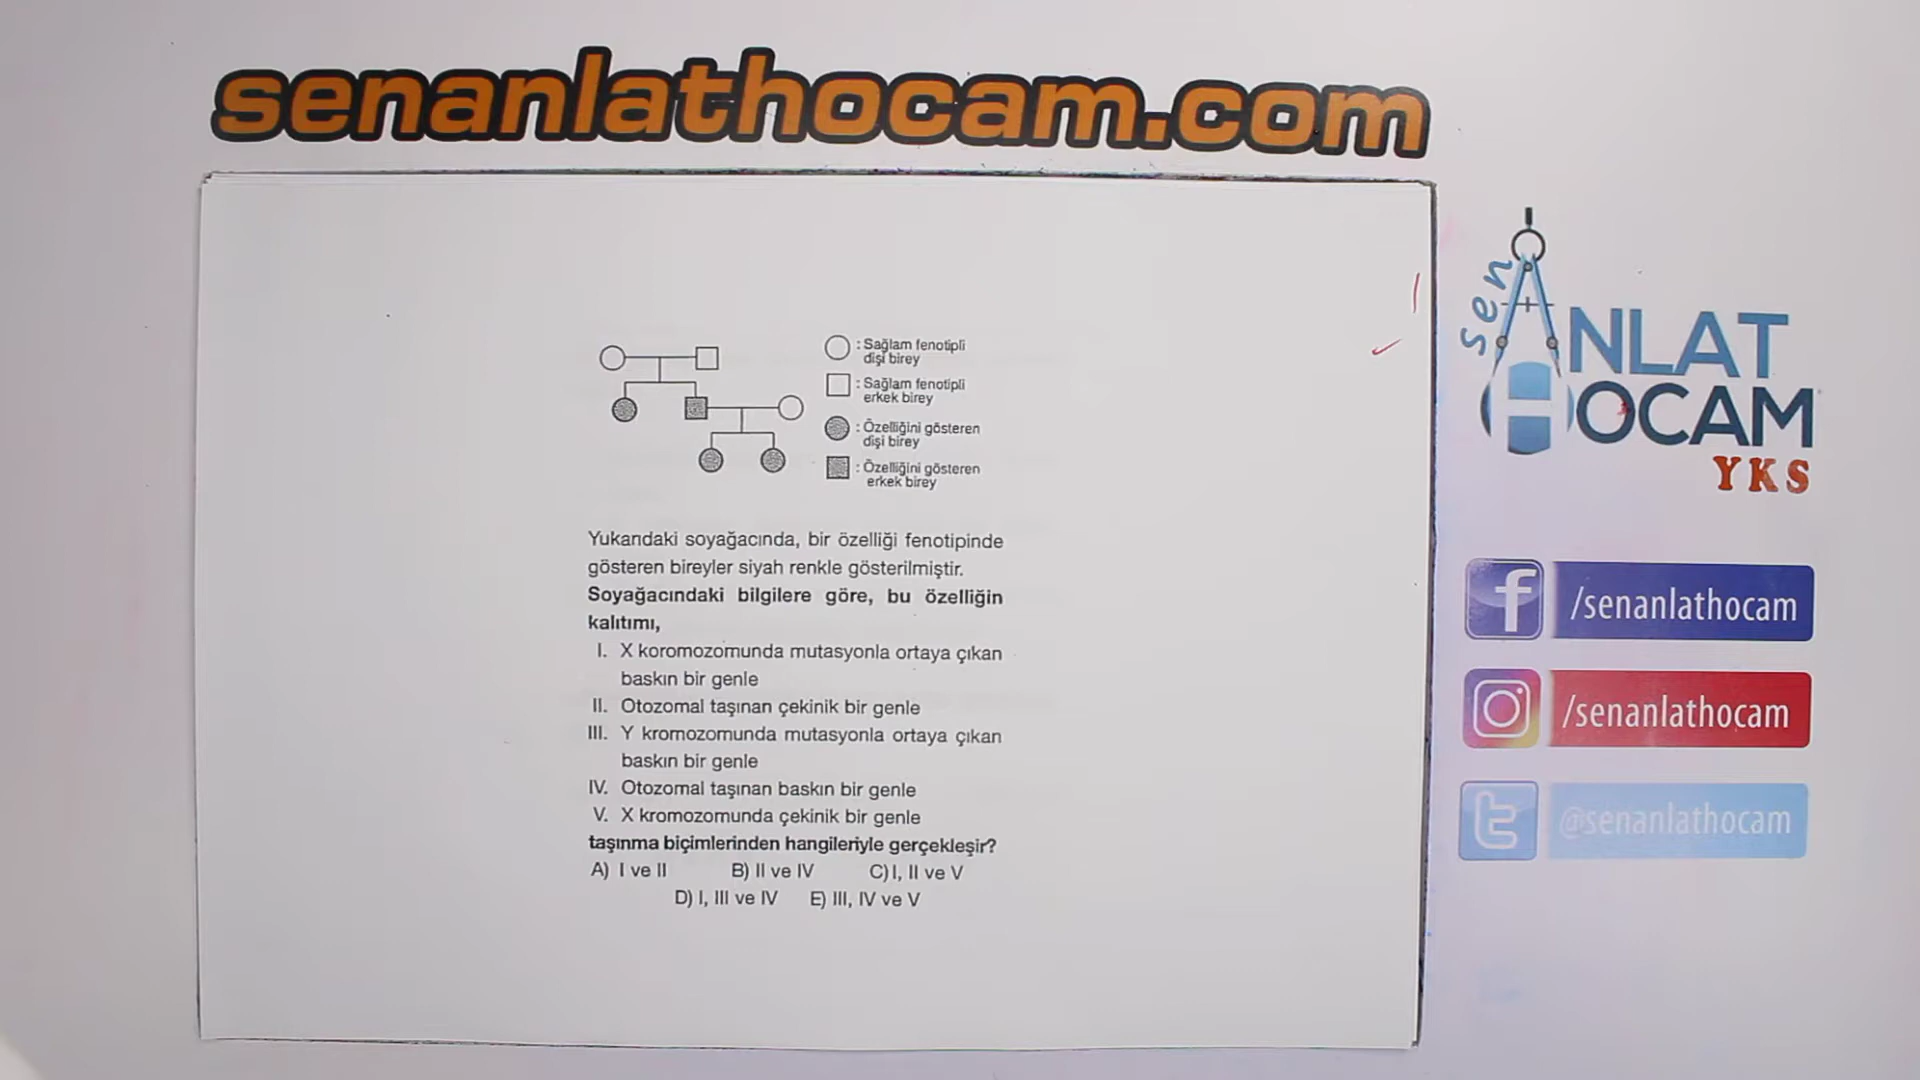 senanlathocam.com
: Sağlam fenotipli
dişi birey
: Sağlam fenotipli
erkek birey
: Özelliğini gösteren
dişi birey
: Özelliğini gösteren
erkek birey
Yukarıdaki soyağacında, bir özelliği fenotipinde
gösteren bireyler siyah renkle gösterilmiştir.
Soyağacındaki bilgilere göre, bu özelliğin
kalıtımı,
I. X koromozomunda mutasyonla ortaya çıkan
baskın bir genle
II. Otozomal taşınan çekinik bir genle
III. Y kromozomunda mutasyonla ortaya çıkan
baskın bir genle
IV. Otozomal taşınan baskın bir genle
V. X kromozomunda çekinik bir genle
taşınma biçimlerinden hangileriyle gerçekleşir?
A) I ve II B) II ve IV C) I, II ve V
D) I, III ve IV E) III, IV ve V
sen
ANLAT
HOCAM
YKS
/senanlathocam
/senanlathocam
@senanlathocam